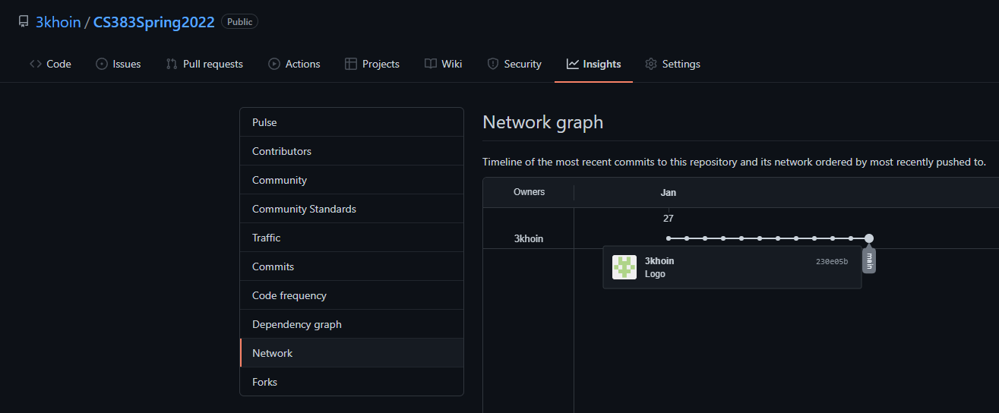 3khoin / CS383Spring2022 Public
Code Issues Pull requests Actions Projects Wiki Security Insights Settings
Pulse
Contributors
Community
Community Standards
Traffic
Commits
Code frequency
Dependency graph
Network
Forks
Network graph
Timeline of the most recent commits to this repository and its network ordered by most recently pushed to.
Owners Jan
27
3khoin
main
3khoin 230e05b
Logo